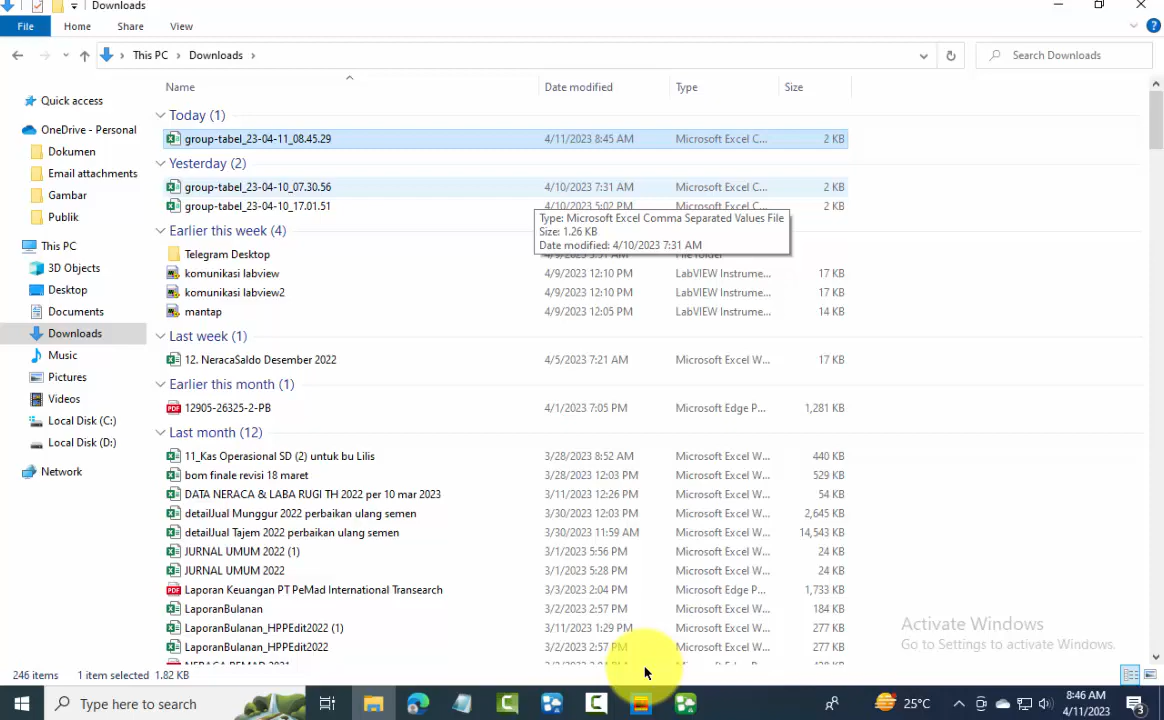 Downloads
File Home Share View
This PC Downloads Search Downloads
Name Date modified Type Size
Quick access
OneDrive - Personal
Dokumen
Email attachments
Gambar
Publik
This PC
3D Objects
Desktop
Documents
Downloads
Music
Pictures
Videos
Local Disk (C:)
Local Disk (D:)
Network
Today (1)
group-tabel_23-04-11_08.45.29 4/11/2023 8:45 AM Microsoft Excel C... 2 KB
Yesterday (2)
group-tabel_23-04-10_07.30.56 4/10/2023 7:31 AM Microsoft Excel C... 2 KB
group-tabel_23-04-10_17.01.51 4/10/2023 5:02 PM Microsoft Excel C... 2 KB
Type: Microsoft Excel Comma Separated Values File
Size: 1.26 KB
Date modified: 4/10/2023 7:31 AM
Earlier this week (4)
Telegram Desktop
komunikasi labview 4/9/2023 12:10 PM LabVIEW Instrume... 17 KB
komunikasi labview2 4/9/2023 12:10 PM LabVIEW Instrume... 17 KB
mantap 4/9/2023 12:05 PM LabVIEW Instrume... 14 KB
Last week (1)
12. NeracaSaldo Desember 2022 4/5/2023 7:21 AM Microsoft Excel W... 17 KB
Earlier this month (1)
12905-26325-2-PB 4/1/2023 7:05 PM Microsoft Edge P... 1,281 KB
Last month (12)
11_Kas Operasional SD (2) untuk bu Lilis 3/28/2023 8:52 AM Microsoft Excel W... 440 KB
bom finale revisi 18 maret 3/28/2023 12:03 PM Microsoft Excel W... 529 KB
DATA NERACA & LABA RUGI TH 2022 per 10 mar 2023 3/11/2023 12:26 PM Microsoft Excel W... 54 KB
detailJual Munggur 2022 perbaikan ulang semen 3/30/2023 12:03 PM Microsoft Excel W... 2,645 KB
detailJual Tajem 2022 perbaikan ulang semen 3/30/2023 11:59 AM Microsoft Excel W... 14,543 KB
JURNAL UMUM 2022 (1) 3/1/2023 5:56 PM Microsoft Excel W... 24 KB
JURNAL UMUM 2022 3/1/2023 5:28 PM Microsoft Excel W... 24 KB
Laporan Keuangan PT PeMad International Transearch 3/3/2023 2:04 PM Microsoft Edge P... 1,733 KB
LaporanBulanan 3/2/2023 2:57 PM Microsoft Excel W... 184 KB
LaporanBulanan_HPPEdit2022 (1) 3/11/2023 1:29 PM Microsoft Excel W... 277 KB
LaporanBulanan_HPPEdit2022 3/2/2023 2:57 PM Microsoft Excel W... 277 KB
Activate Windows
Go to Settings to activate Windows.
246 items 1 item selected 1.82 KB
Type here to search 25°C 8:46 AM
4/11/2023 3